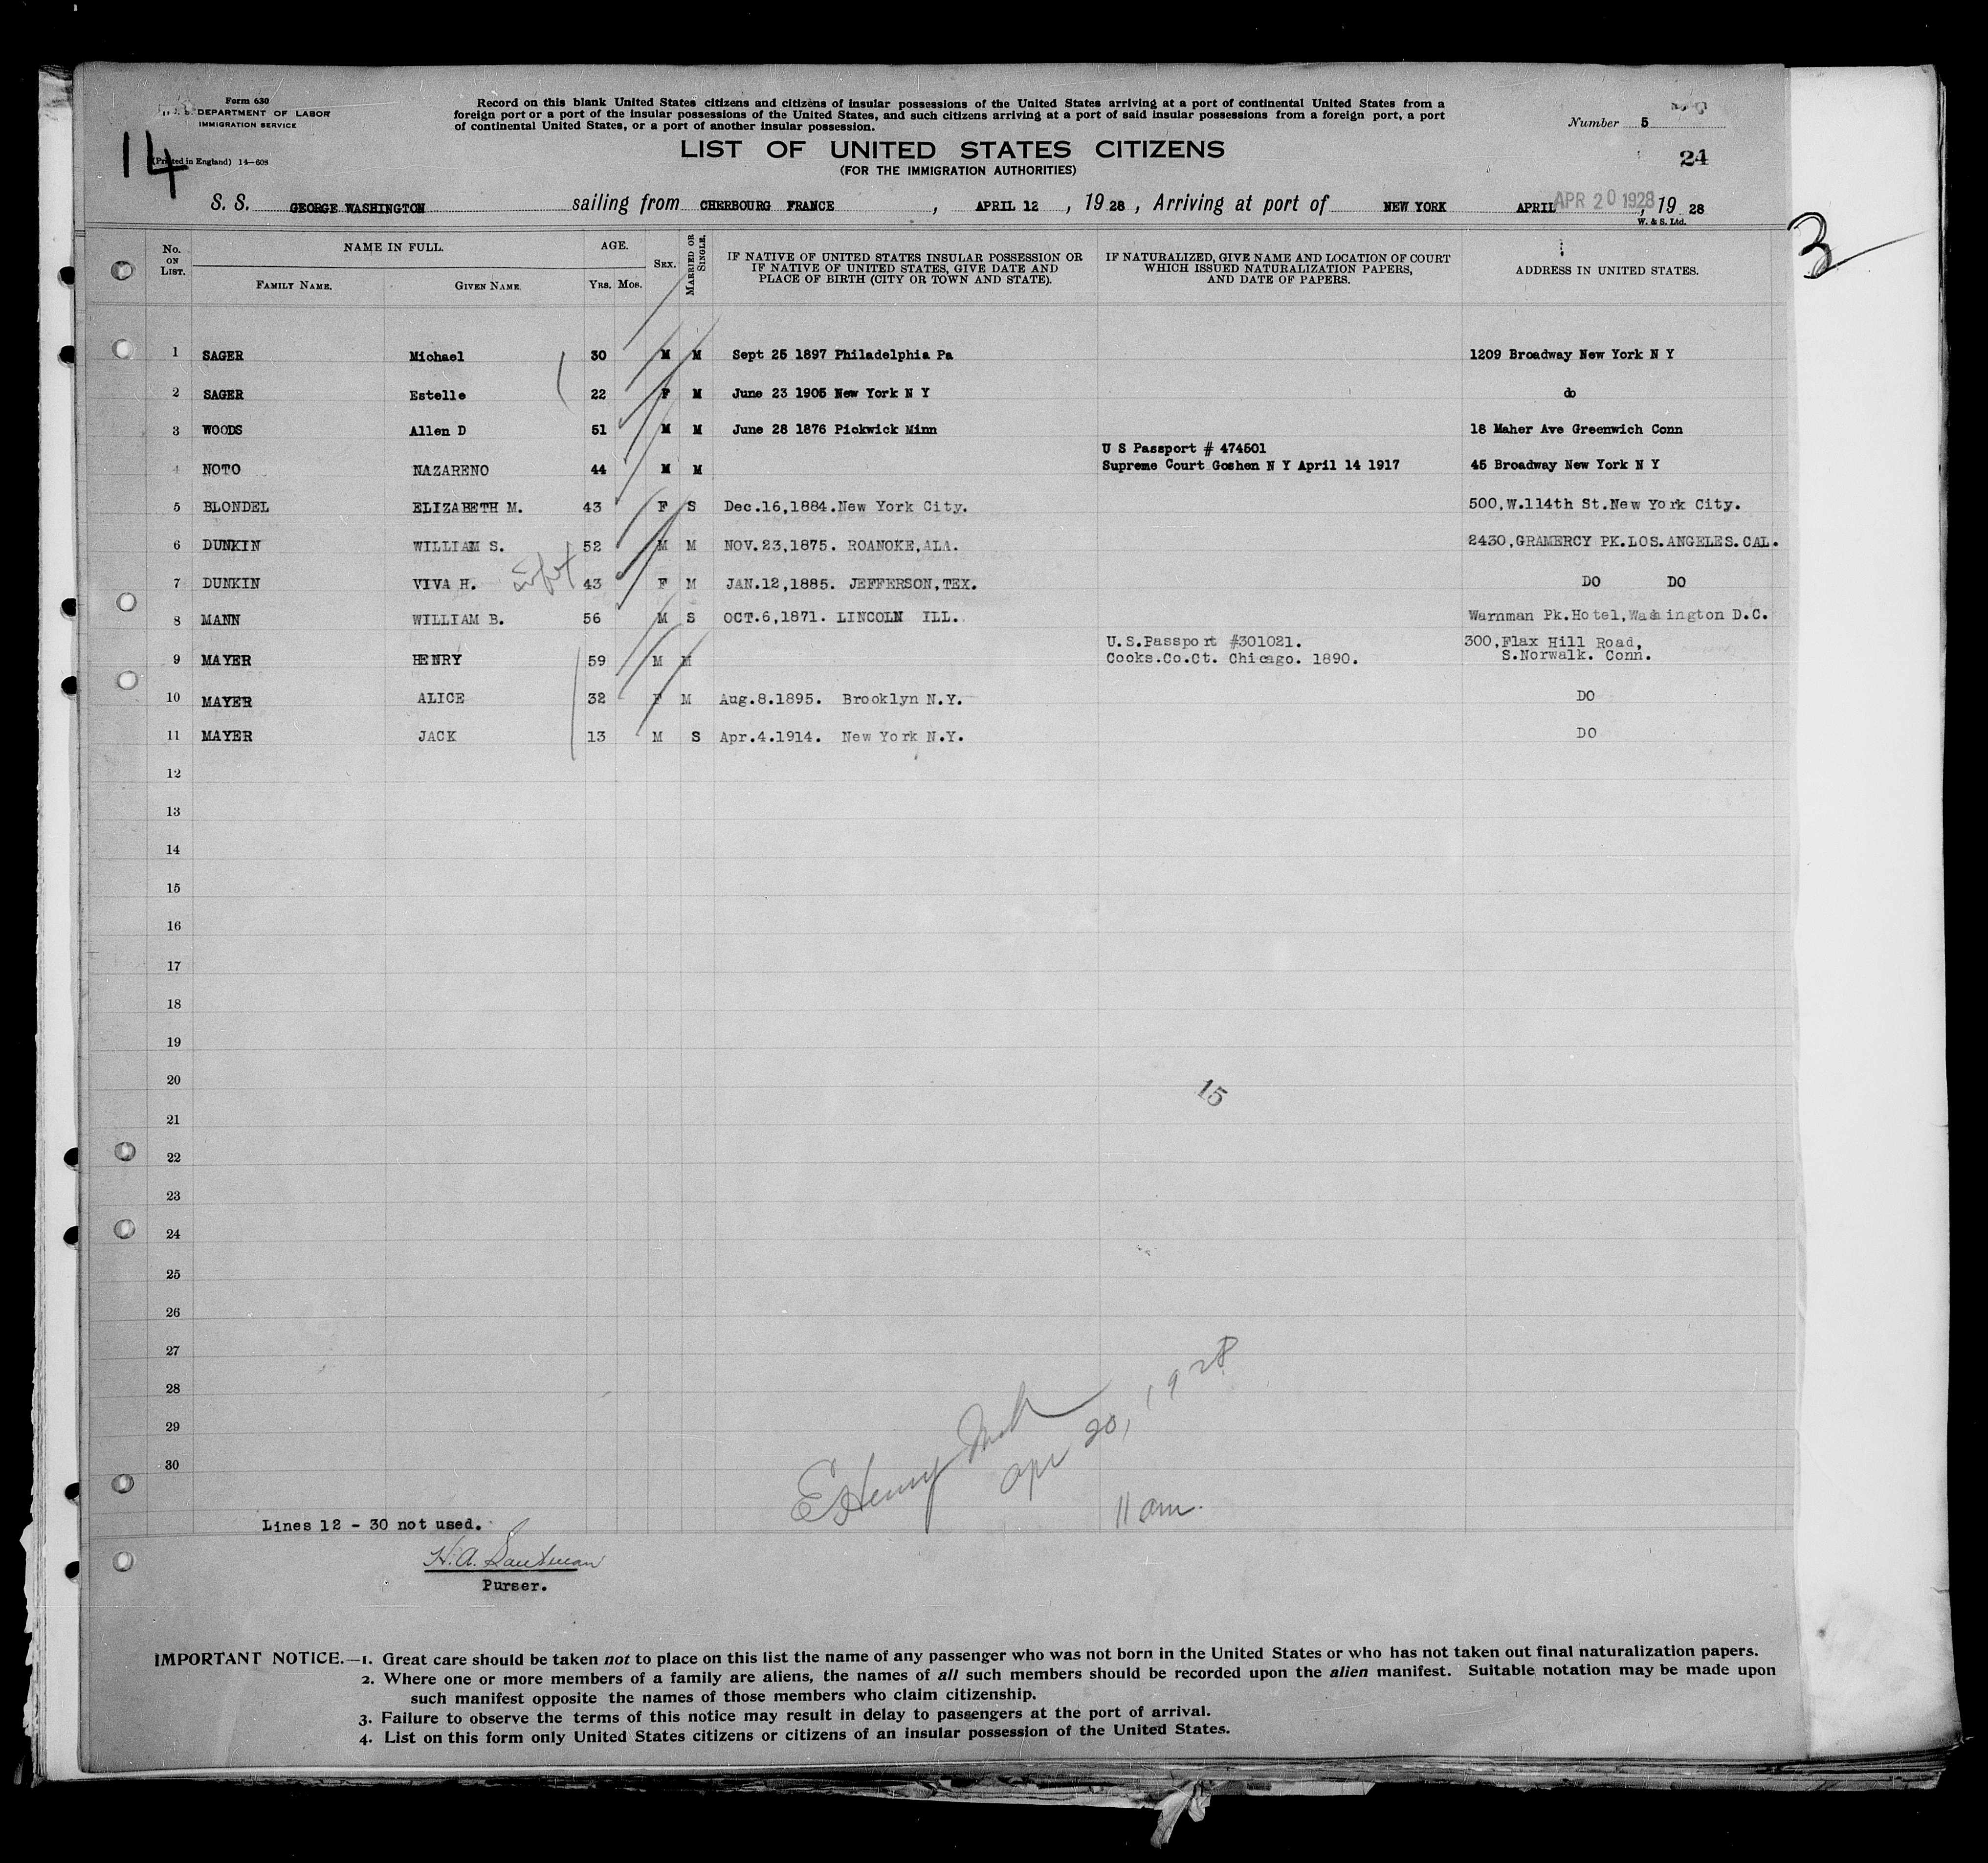 Form 630
U. S. DEPARTMENT OF LABOR
IMMIGRATION SERVICE
(Printed in England) 14—608
14
Record on this blank United States citizens and citizens of insular possessions of the United States arriving at a port of continental United States from a
foreign port or a port of the insular possessions of the United States, and such citizens arriving at a port of said insular possessions from a foreign port, a port
of continental United States, or a port of another insular possession.
Number 5
LIST OF UNITED STATES CITIZENS
(FOR THE IMMIGRATION AUTHORITIES)
24
S. S. GEORGE WASHINGTON sailing from CHERBOURG FRANCE , APRIL 12 , 19 28 , Arriving at port of NEW YORK APRIL APR 20 1928 , 19 28
W. & S. Ltd.
3
No. ON LIST. NAME IN FULL. AGE. SEX. MARRIED OR SINGLE. IF NATIVE OF UNITED STATES INSULAR POSSESSION OR IF NATIVE OF UNITED STATES, GIVE DATE AND PLACE OF BIRTH (CITY OR TOWN AND STATE). IF NATURALIZED, GIVE NAME AND LOCATION OF COURT WHICH ISSUED NATURALIZATION PAPERS, AND DATE OF PAPERS. ADDRESS IN UNITED STATES.
FAMILY NAME. GIVEN NAME YRS. MOS.
1 SAGER Michael 30 M M Sept 25 1897 Philadelphia Pa 1209 Broadway New York N Y
2 SAGER Estelle 22 F M June 23 1905 New York N Y do
3 WOODS Allen D 51 M M June 28 1876 Pickwick Minn 18 Maher Ave Greenwich Conn
U S Passport # 474501
4 NOTO NAZARENO 44 M M Supreme Court Goshen N Y April 14 1917 45 Broadway New York N Y
5 BLONDEL ELIZABETH M. 43 F S Dec.16,1884.New York City. 500,W.114th St.New York City.
6 DUNKIN WILLIAM S. 52 M M NOV.23,1875. ROANOKE,ALA. 2430,GRAMERCY PK.LOS.ANGELES.CAL.
7 DUNKIN VIVA H. 43 F M JAN.12,1885. JEFFERSON,TEX. DO DO
8 MANN WILLIAM B. 56 M S OCT.6,1871. LINCOLN ILL. Warnman Pk.Hotel,Washington D.C.
U.S.Passport #301021. 300,Flax Hill Road,
9 MAYER HENRY 59 M M Cooks.Co.Ct. Chicago. 1890. S.Norwalk. Conn.
10 MAYER ALICE 32 F M Aug.8.1895. Brooklyn N.Y. DO
11 MAYER JACK 13 M S Apr.4.1914. New York N.Y. DO
12
13
14
15
16
17
18
19
20
15
21
22
23
24
25
26
27
28
29
30
E Henry
Apr 20, 1928
11 am.
Lines 12 - 30 not used.
H.A.
Purser.
IMPORTANT NOTICE.—1. Great care should be taken not to place on this list the name of any passenger who was not born in the United States or who has not taken out final naturalization papers.
2. Where one or more members of a family are aliens, the names of all such members should be recorded upon the alien manifest. Suitable notation may be made upon
such manifest opposite the names of those members who claim citizenship.
3. Failure to observe the terms of this notice may result in delay to passengers at the port of arrival.
4. List on this form only United States citizens or citizens of an insular possession of the United States.